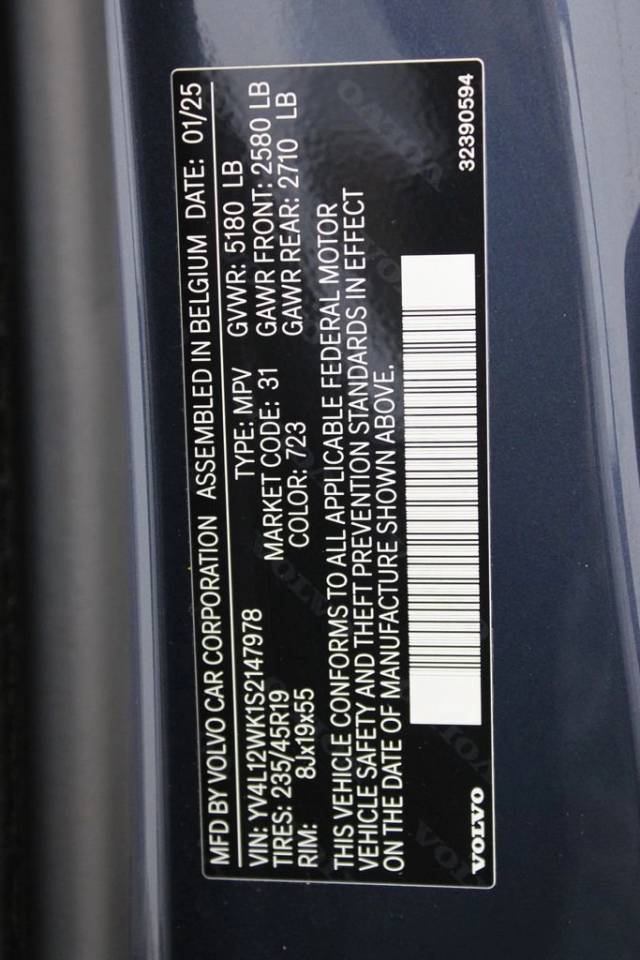 MFD BY VOLVO CAR CORPORATION ASSEMBLED IN BELGIUM DATE: 01/25
VIN: YV4L12WK1S2147978 TYPE: MPV GVWR: 5180 LB
TIRES: 235/45R19 MARKET CODE: 31 GAWR FRONT: 2580 LB
RIM: 8Jx19x55 COLOR: 723 GAWR REAR: 2710 LB
THIS VEHICLE CONFORMS TO ALL APPLICABLE FEDERAL MOTOR
VEHICLE SAFETY AND THEFT PREVENTION STANDARDS IN EFFECT
ON THE DATE OF MANUFACTURE SHOWN ABOVE.
VOLVO 32390594